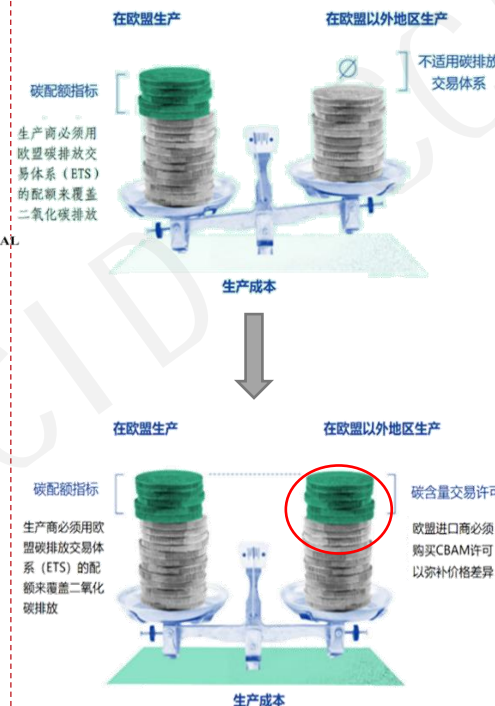 在欧盟生产
在欧盟以外地区生产
碳配额指标
生产商必须用
欧盟碳排放交
易体系（ETS）
的配额来覆盖
二氧化碳排放
∅
不适用碳排放
交易体系
AL
生产成本
在欧盟生产
在欧盟以外地区生产
碳配额指标
生产商必须用欧
盟碳排放交易体
系（ETS）的配
额来覆盖二氧化
碳排放
碳含量交易许可
欧盟进口商必须
购买CBAM许可
以弥补价格差异
生产成本